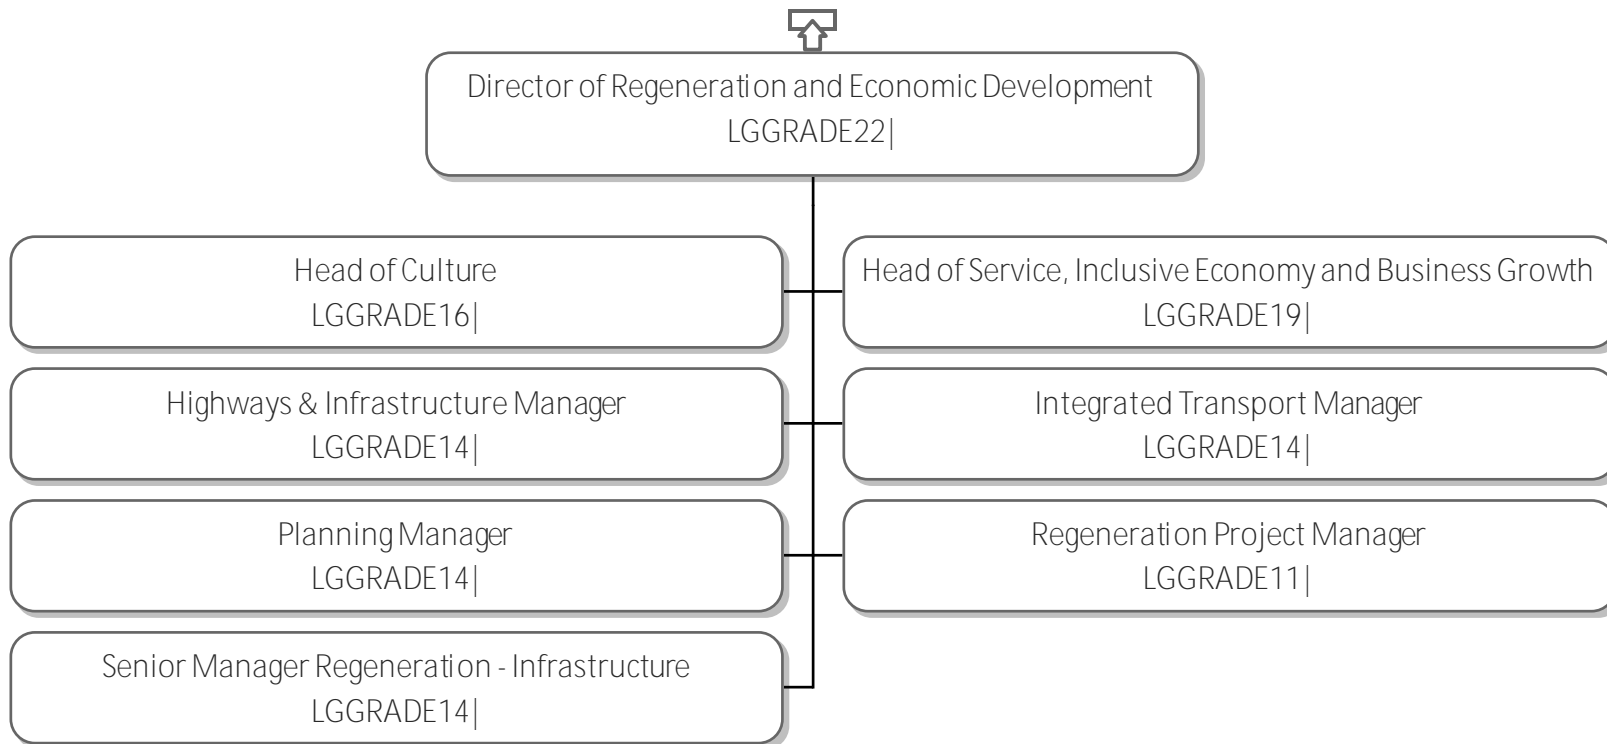 Director of Regeneration and Economic Development
LGGRADE22|
Head of Culture
LGGRADE16|
Head of Service, Inclusive Economy and Business Growth
LGGRADE19|
Highways & Infrastructure Manager
LGGRADE14|
Integrated Transport Manager
LGGRADE14|
Planning Manager
LGGRADE14|
Regeneration Project Manager
LGGRADE11|
Senior Manager Regeneration - Infrastructure
LGGRADE14|